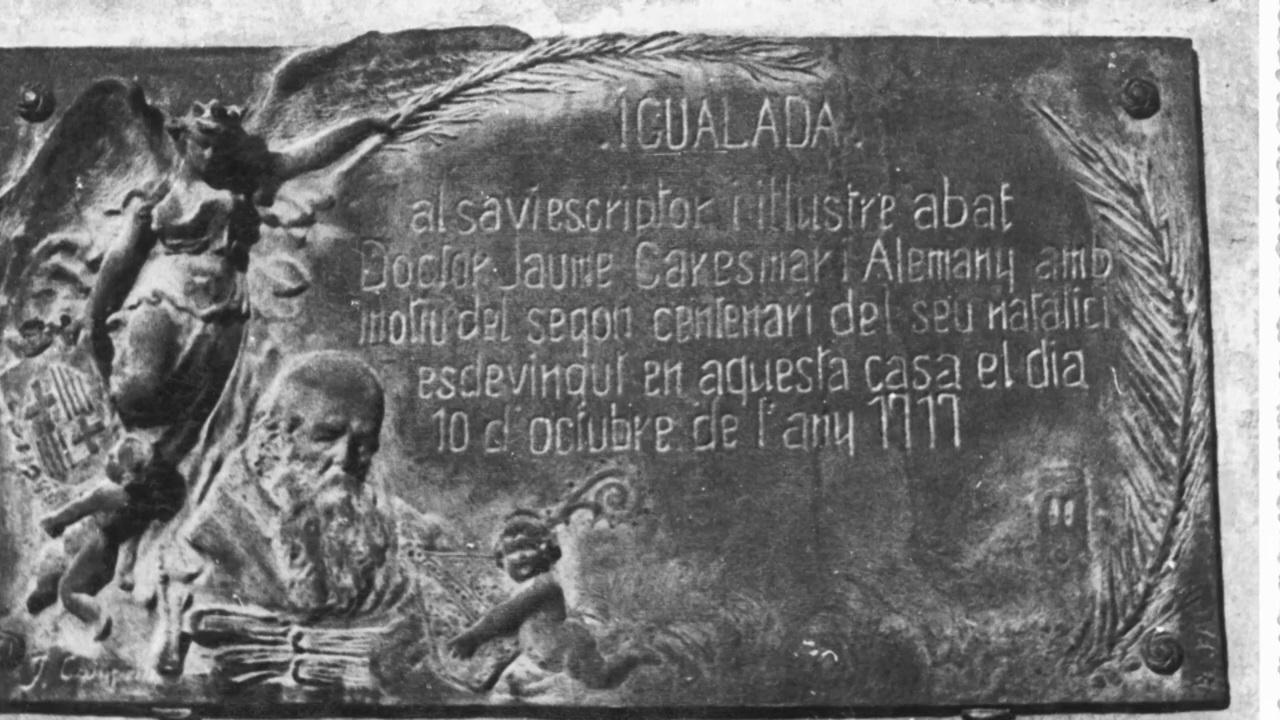 .IGUALADA.
al savi escriptor i il·lustre abat
Doctor Jaume Caresmar i Alemany amb
motiu del segon centenari del seu natalici
esdevingut en aquesta casa el dia
10 d'octubre de l'any 1717
J.